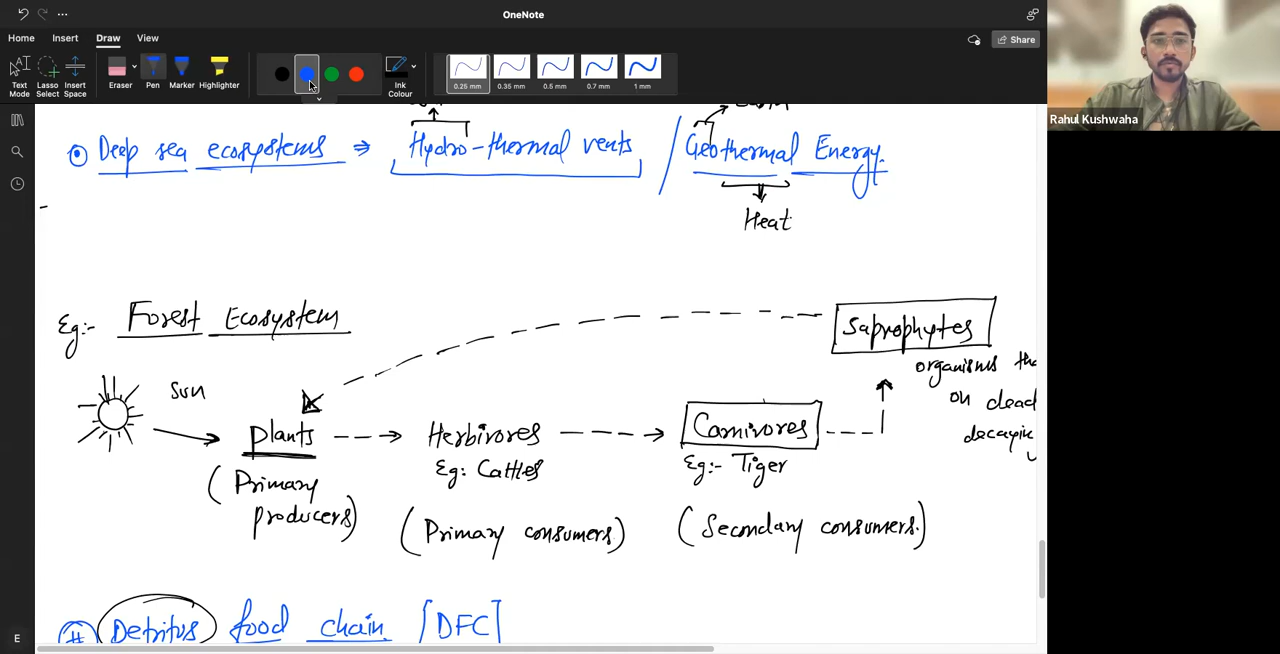 OneNote
Home Insert Draw View
Share
Text Mode
Lasso Select
Insert Space
Eraser
Pen
Marker
Highlighter
Ink Colour
0.25 mm 0.35 mm 0.5 mm 0.7 mm 1 mm
Rahul Kushwaha
Deep sea ecosystems ⇒ Hydro-thermal vents / Geothermal Energy.
Heat
Eg:- Forest Ecosystem
Saprophytes
organisms tha
on dead
decayin
Sun
plants --→ Herbivores ---→ Carnivores
Eg: Cattles
Eg:- Tiger
(Primary producers)
(Primary consumers)
(Secondary consumers.)
# Detritus food chain [DFC]
E